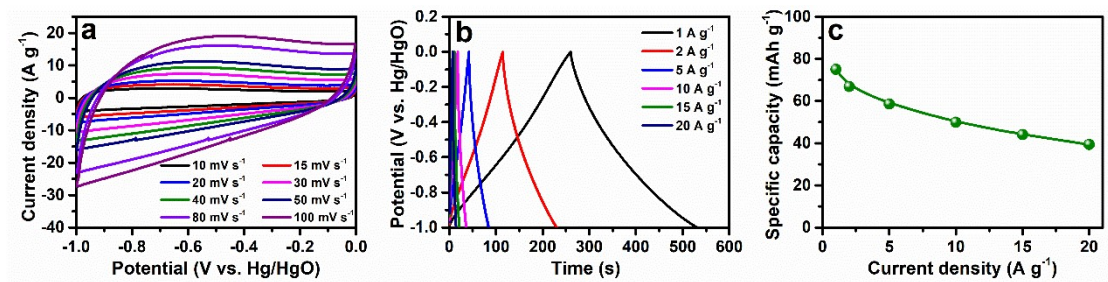 a
Current density (A g⁻¹)
40
30
20
10
0
-10
-20
-30
-40
10 mV s⁻¹ 15 mV s⁻¹
20 mV s⁻¹ 30 mV s⁻¹
40 mV s⁻¹ 50 mV s⁻¹
80 mV s⁻¹ 100 mV s⁻¹
-1.0 -0.8 -0.6 -0.4 -0.2 0.0
Potential (V vs. Hg/HgO)
b
Potential (V vs. Hg/HgO)
0.2
0.0
-0.2
-0.4
-0.6
-0.8
-1.0
1 A g⁻¹
2 A g⁻¹
5 A g⁻¹
10 A g⁻¹
15 A g⁻¹
20 A g⁻¹
0 100 200 300 400 500 600
Time (s)
c
Specific capacity (mAh g⁻¹)
100
80
60
40
20
0
5 10 15 20
Current density (A g⁻¹)